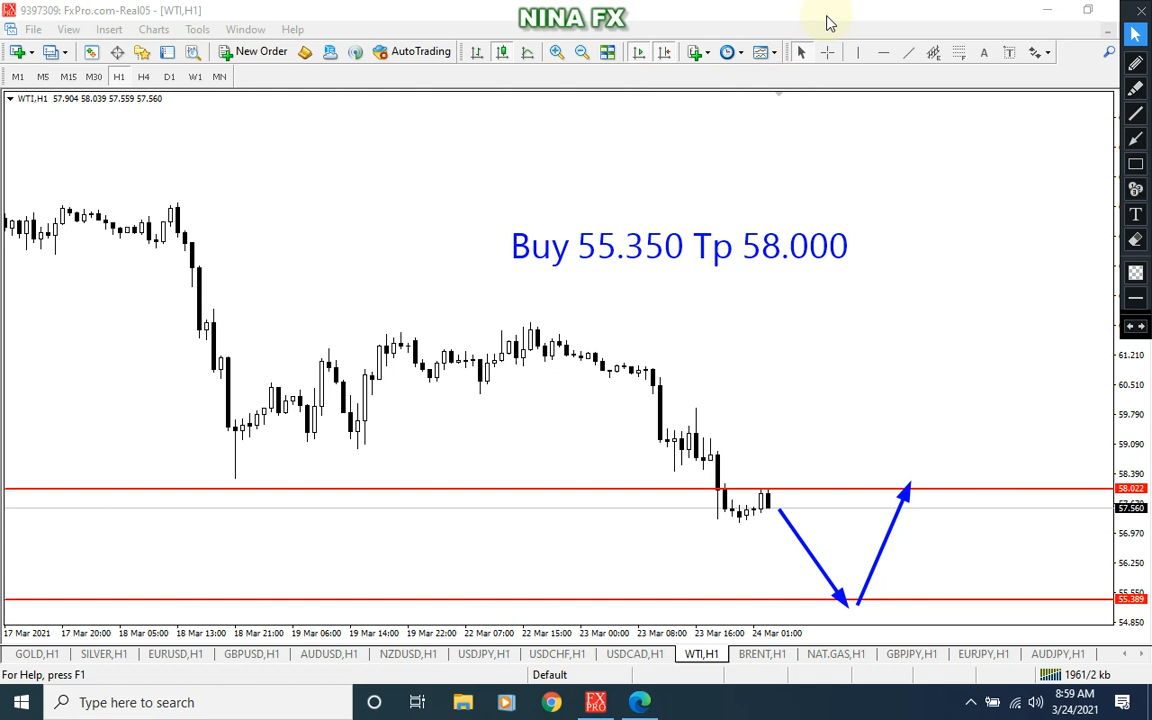 9397309: FxPro.com-Real05 - [WTI,H1]
NINA FX
File View Insert Charts Tools Window Help
New Order AutoTrading
M1 M5 M15 M30 H1 H4 D1 W1 MN
WTI,H1 57.904 58.039 57.559 57.560
Buy 55.350 Tp 58.000
61.210
60.510
59.790
59.090
58.390
58.022
57.560
56.970
56.250
55.389
54.850
17 Mar 2021 17 Mar 20:00 18 Mar 05:00 18 Mar 13:00 18 Mar 21:00 19 Mar 06:00 19 Mar 14:00 19 Mar 22:00 22 Mar 07:00 22 Mar 15:00 23 Mar 00:00 23 Mar 08:00 23 Mar 16:00 24 Mar 01:00
GOLD,H1 SILVER,H1 EURUSD,H1 GBPUSD,H1 AUDUSD,H1 NZDUSD,H1 USDJPY,H1 USDCHF,H1 USDCAD,H1 WTI,H1 BRENT,H1 NAT.GAS,H1 GBPJPY,H1 EURJPY,H1 AUDJPY,H1
For Help, press F1 Default 1961/2 kb
Type here to search
FX PRO
8:59 AM
3/24/2021